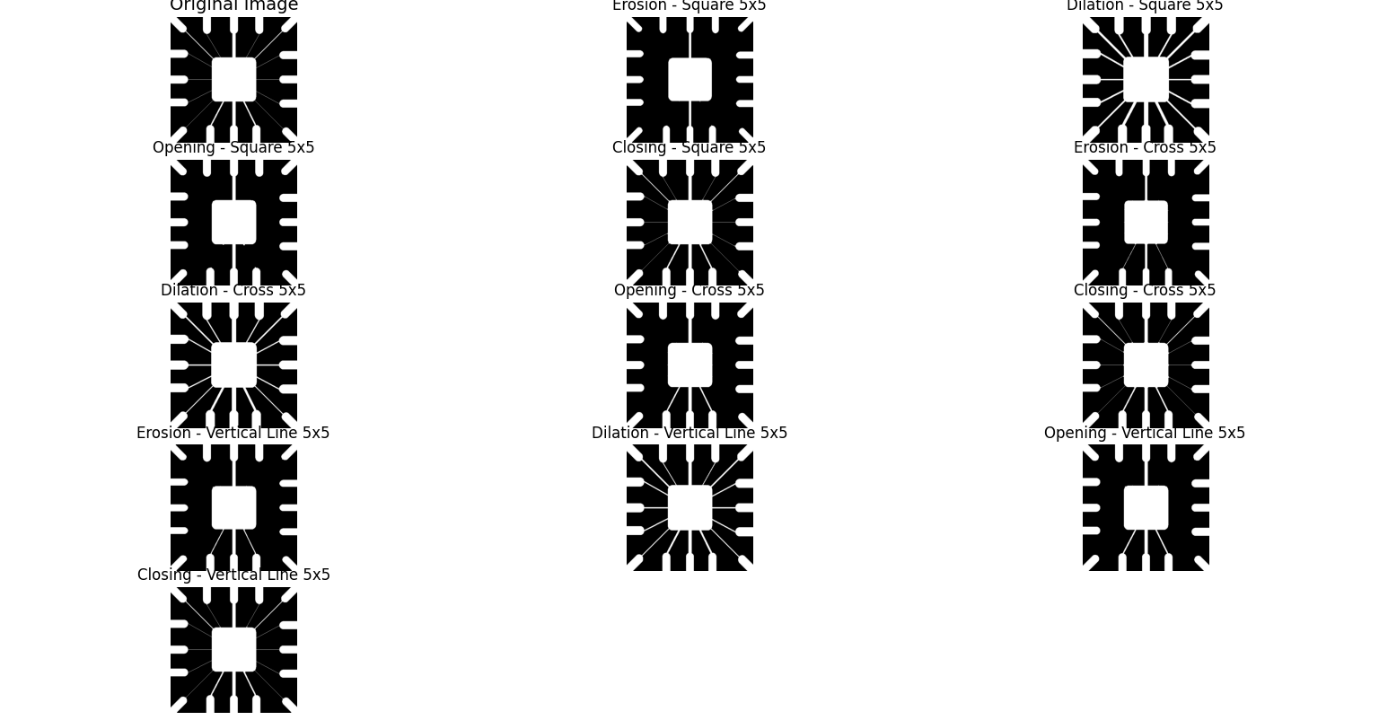 Original Image
Erosion - Square 5x5
Dilation - Square 5x5
Opening - Square 5x5
Closing - Square 5x5
Erosion - Cross 5x5
Dilation - Cross 5x5
Opening - Cross 5x5
Closing - Cross 5x5
Erosion - Vertical Line 5x5
Dilation - Vertical Line 5x5
Opening - Vertical Line 5x5
Closing - Vertical Line 5x5